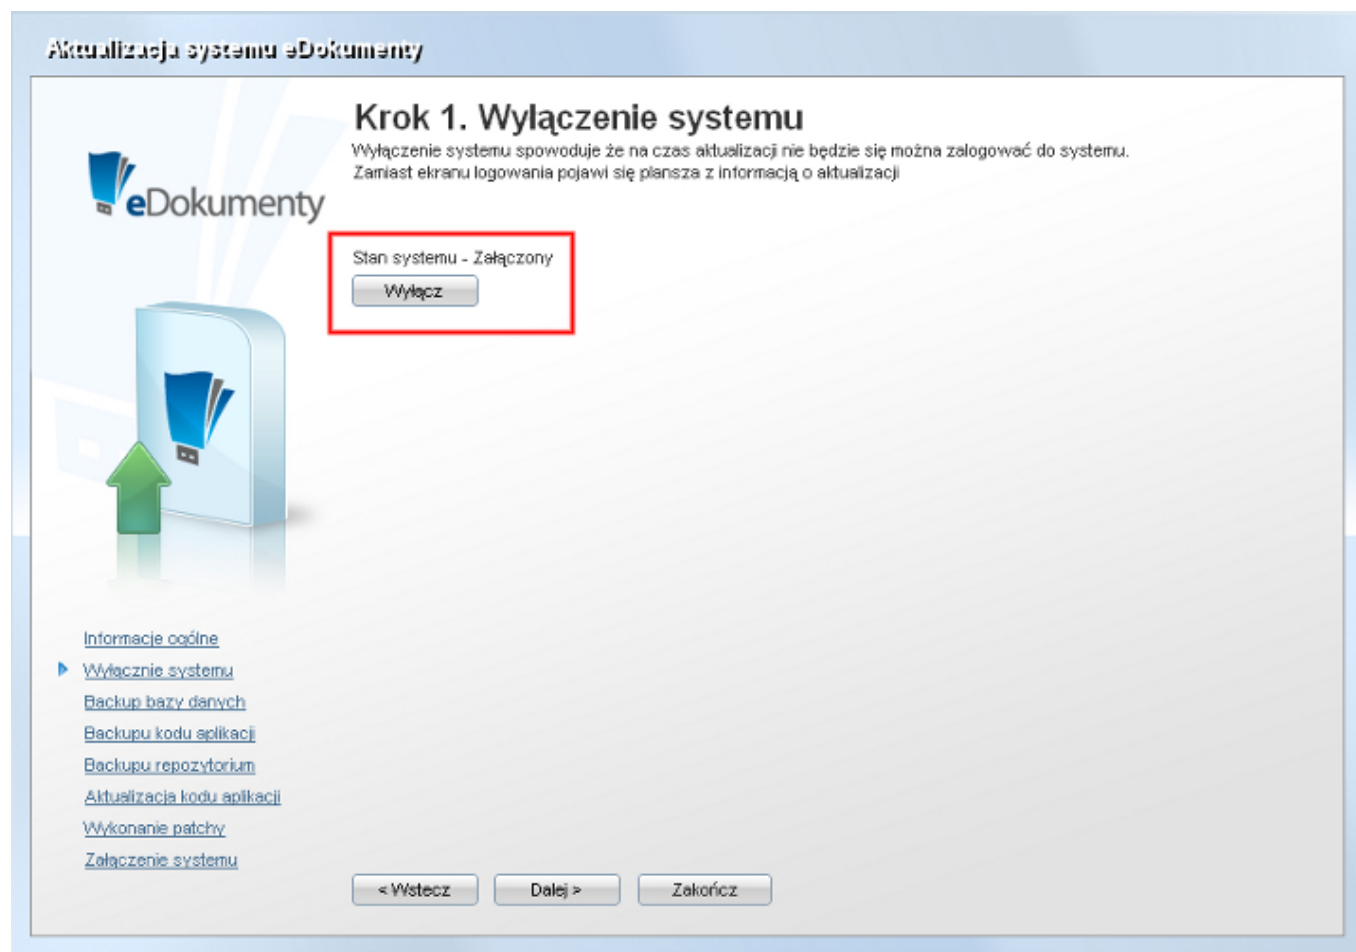 Aktualizacja systemu eDokumenty
Krok 1. Wyłączenie systemu
Wyłączenie systemu spowoduje że na czas aktualizacji nie będzie się można zalogować do systemu.
Zamiast ekranu logowania pojawi się plansza z informacją o aktualizacji
eDokumenty
Stan systemu - Załączony
Wyłącz
Informacje ogólne
Wyłącznie systemu
Backup bazy danych
Backupu kodu aplikacji
Backupu repozytorium
Aktualizacja kodu aplikacji
Wykonanie patchy
Załączenie systemu
< Wstecz
Dalej >
Zakończ